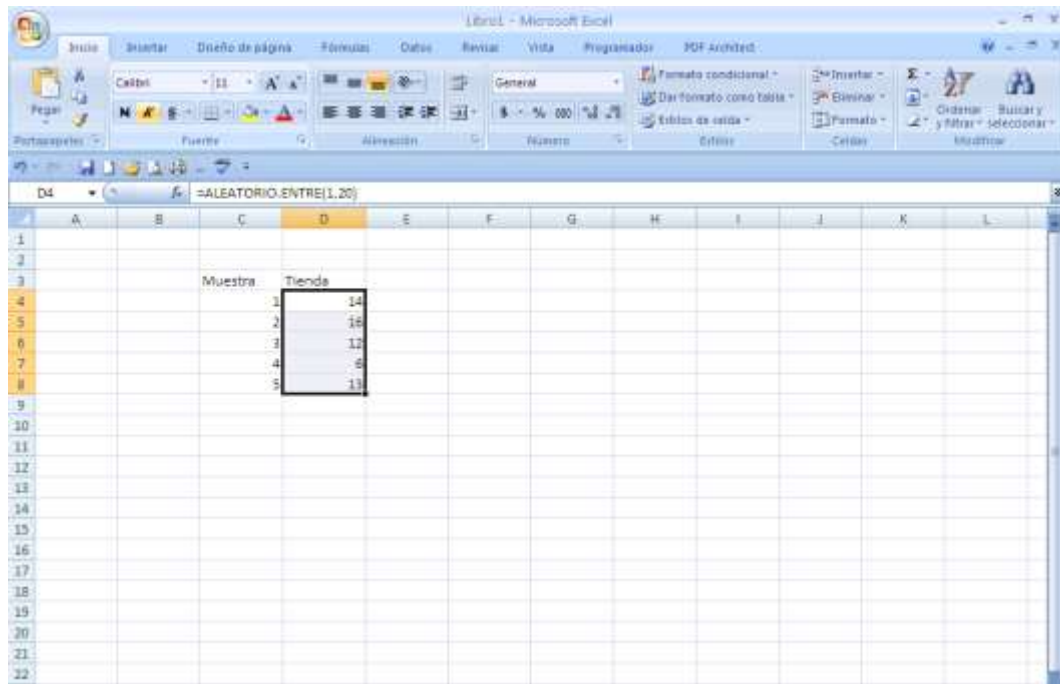 Libro1 - Microsoft Excel
Inicio Insertar Diseño de página Fórmulas Datos Revisar Vista Programador PDF Architect
Pegar
Calibri 11 A A
N K S A
General
$ % 000
Formato condicional
Dar formato como tabla
Estilos de celda
Insertar
Eliminar
Formato
Σ
Ordenar y filtrar
Buscar y seleccionar
Portapapeles Fuente Alineación Número Estilos Celdas Modificar
D4 fx =ALEATORIO.ENTRE(1,20)
A B C D E F G H I J K L
1
2
3 Muestra Tienda
4 1 14
5 2 16
6 3 12
7 4 6
8 5 13
9
10
11
12
13
14
15
16
17
18
19
20
21
22